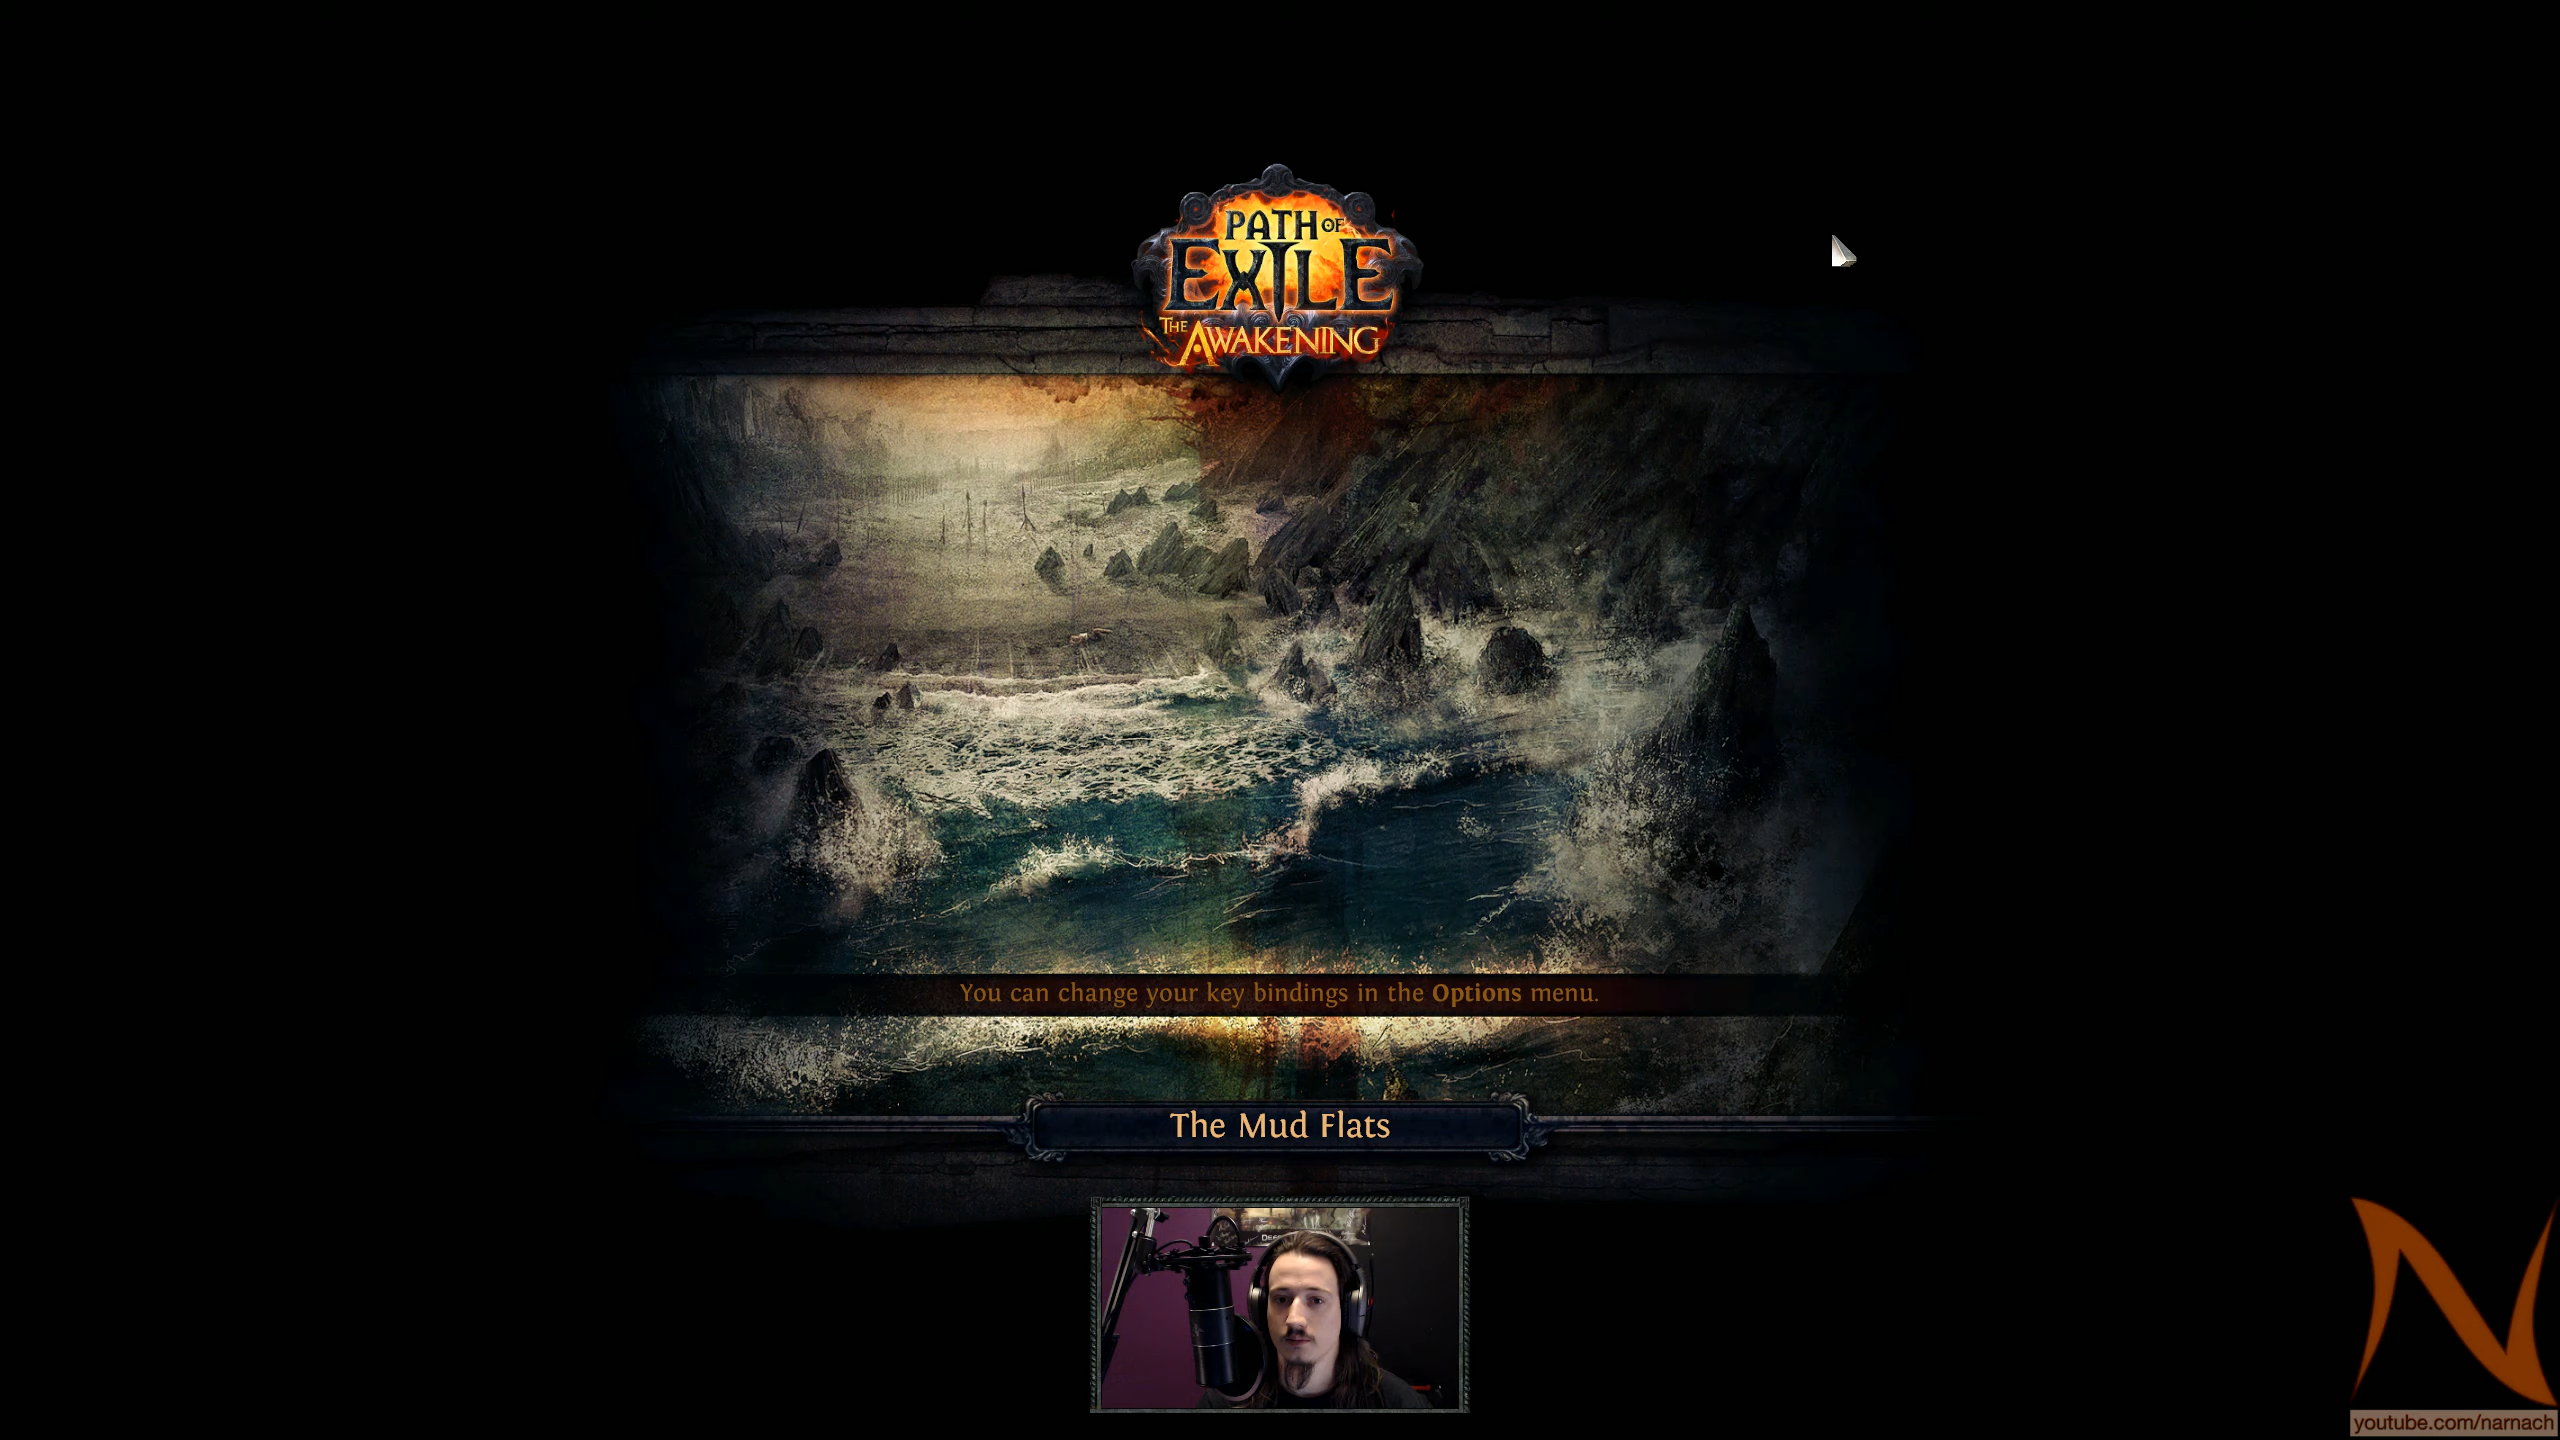 PATH OF
EXILE
THE AWAKENING
You can change your key bindings in the Options menu.
The Mud Flats
N
youtube.com/narnach